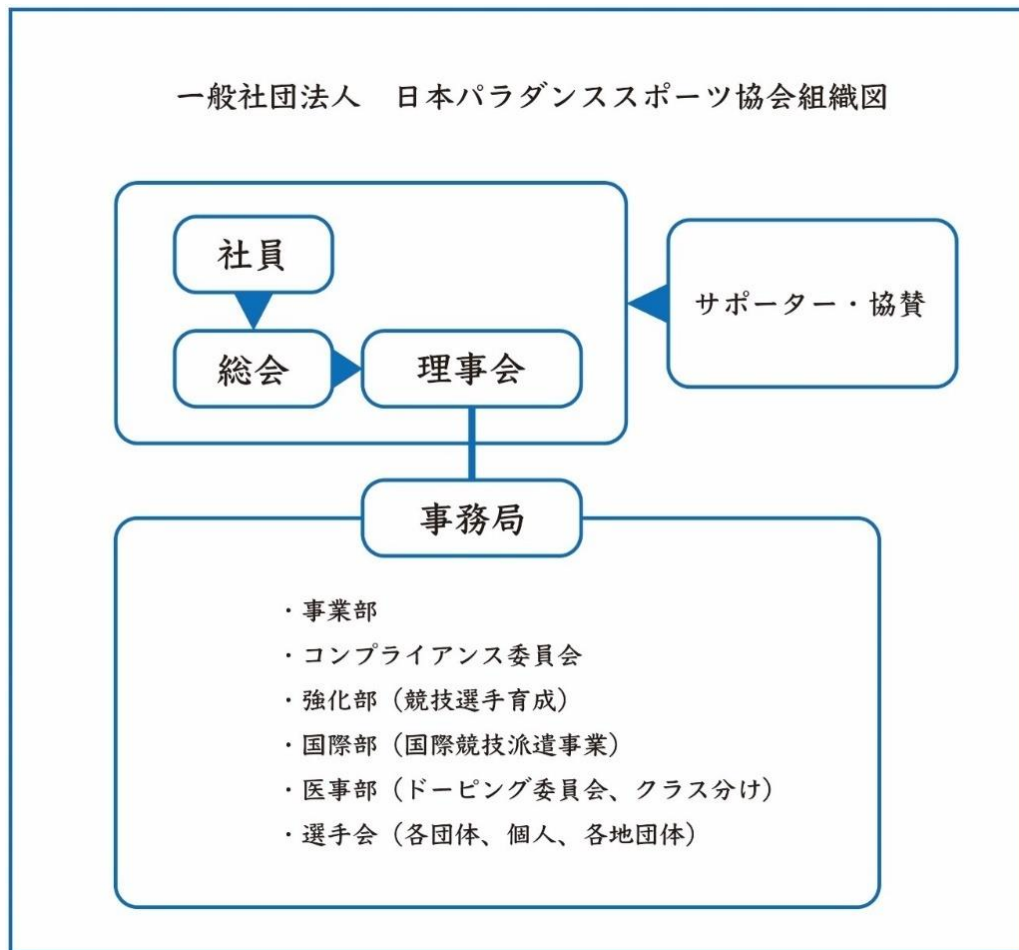 一般社団法人　日本パラダンススポーツ協会組織図
社員
総会
理事会
サポーター・協賛
事務局
・事業部
・コンプライアンス委員会
・強化部（競技選手育成）
・国際部（国際競技派遣事業）
・医事部（ドーピング委員会、クラス分け）
・選手会（各団体、個人、各地団体）